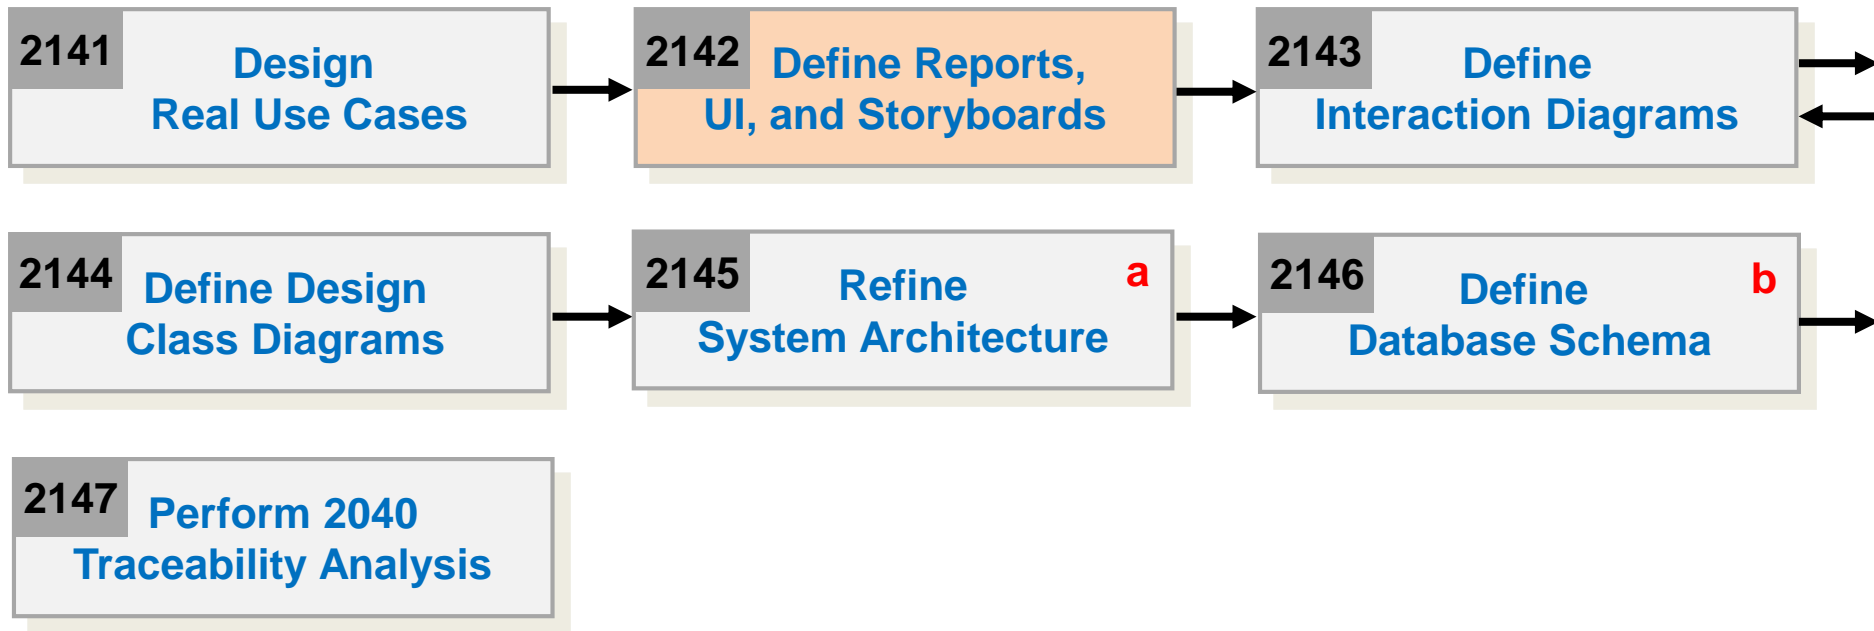 2141
Design
Real Use Cases
2142
Define Reports,
UI, and Storyboards
2143
Define
Interaction Diagrams
2144
Define Design
Class Diagrams
2145
Refine
System Architecture
a
2146
Define
Database Schema
b
2147
Perform 2040
Traceability Analysis